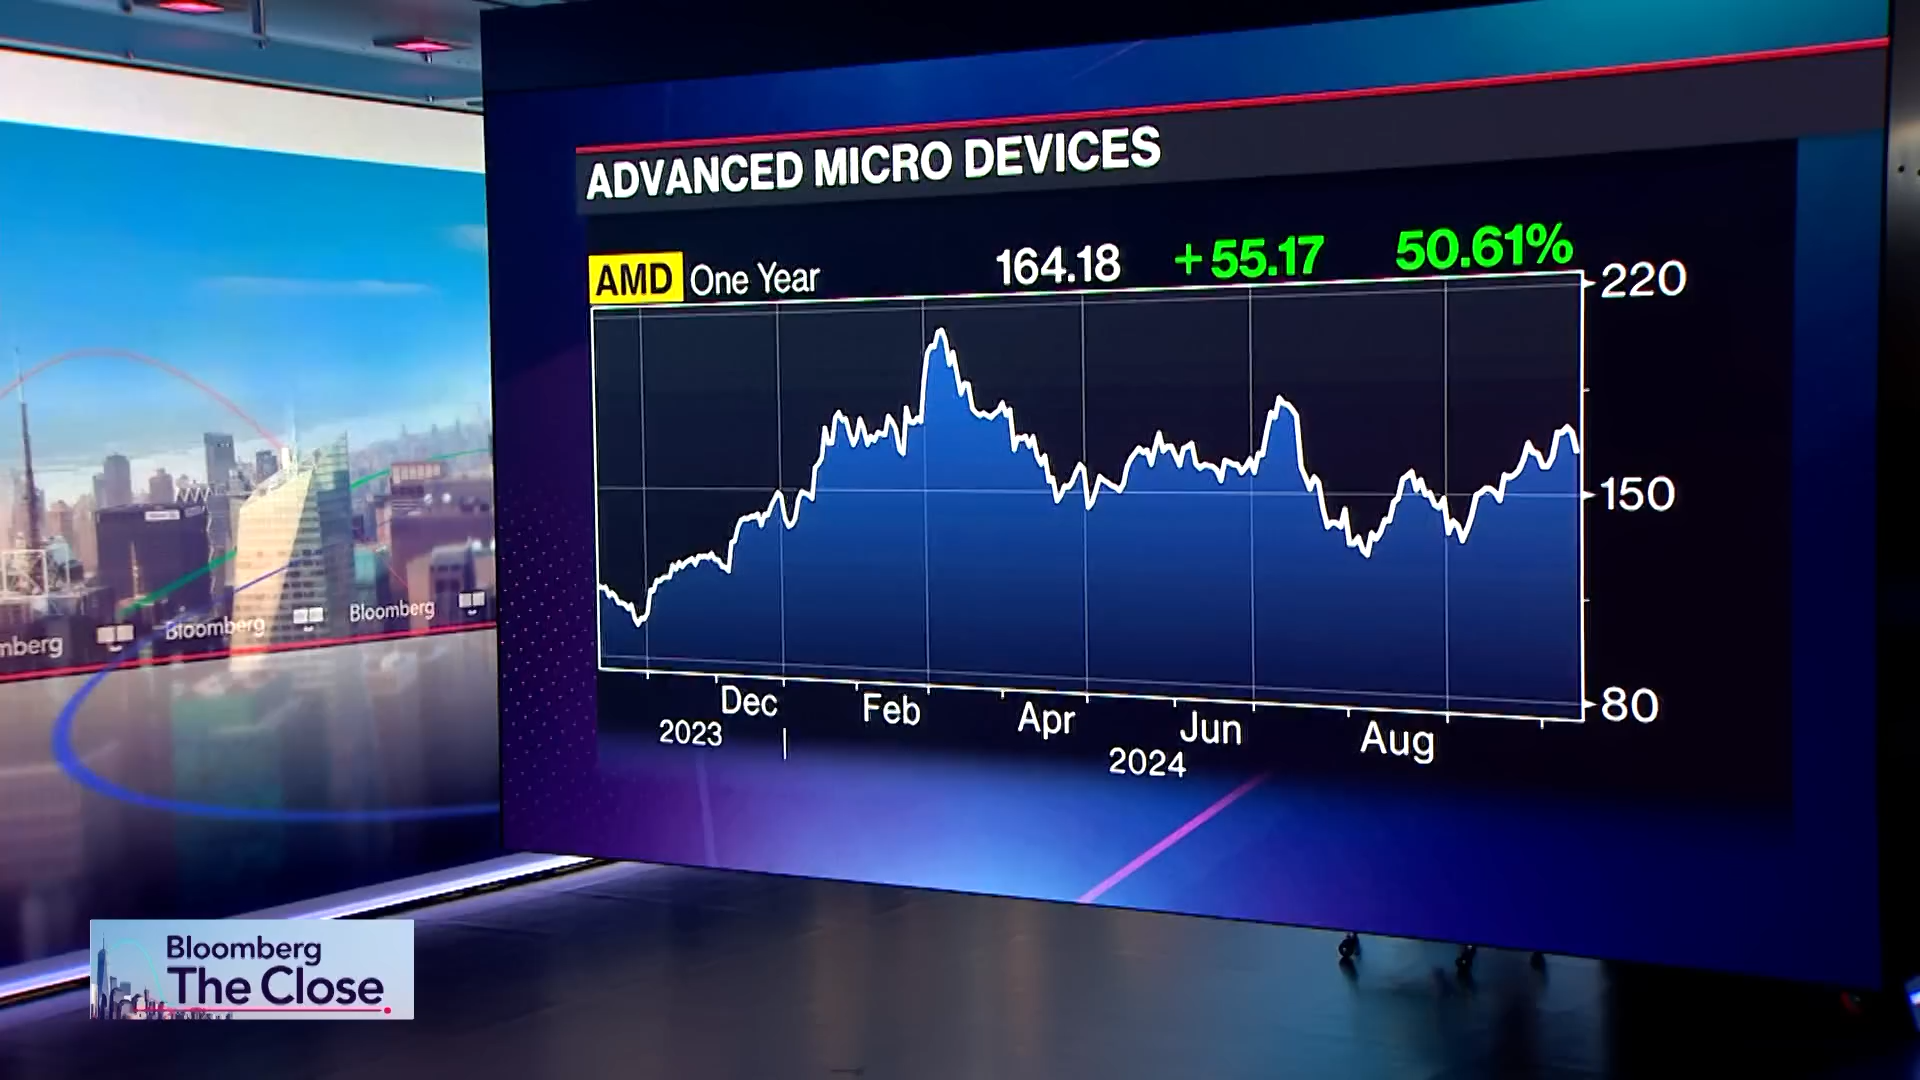 ADVANCED MICRO DEVICES
AMD One Year 164.18 +55.17 50.61%
220
150
80
Dec Feb Apr Jun Aug
2023 2024
mberg Bloomberg Bloomberg
Bloomberg
The Close